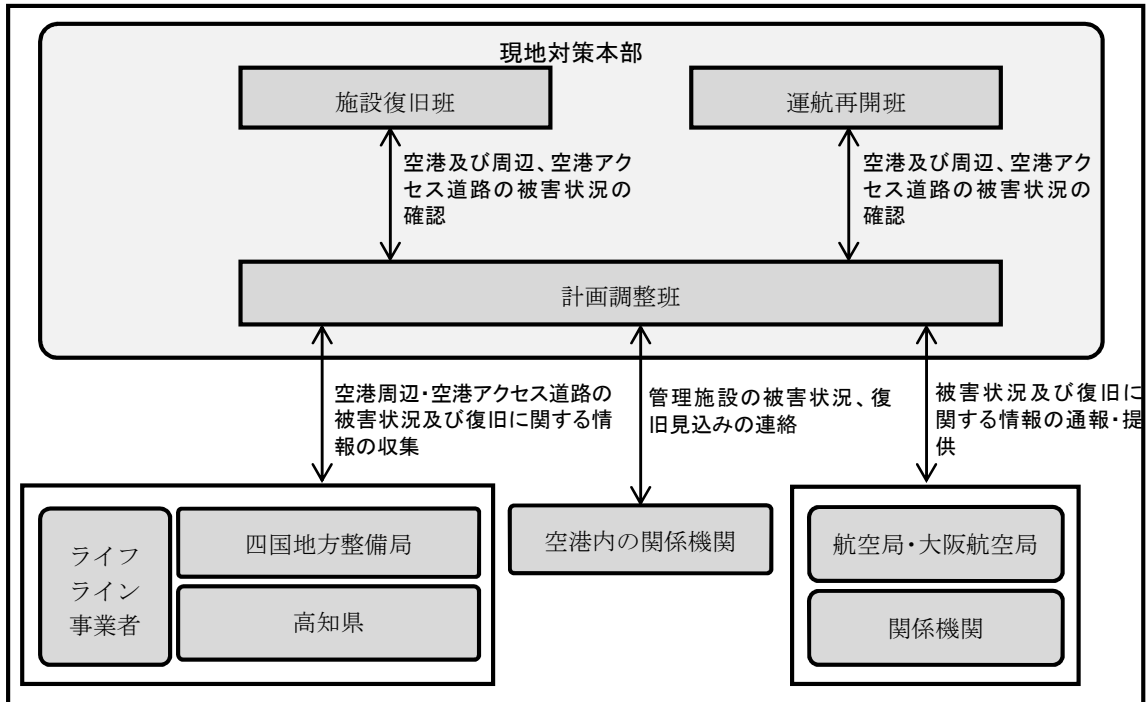 現地対策本部
施設復旧班
運航再開班
空港及び周辺、空港アク
セス道路の被害状況の
確認
空港及び周辺、空港アク
セス道路の被害状況の
確認
計画調整班
空港周辺・空港アクセス道路の
被害状況及び復旧に関する情
報の収集
管理施設の被害状況、復
旧見込みの連絡
被害状況及び復旧に
関する情報の通報・提
供
ライフ
ライン
事業者
四国地方整備局
高知県
空港内の関係機関
航空局・大阪航空局
関係機関